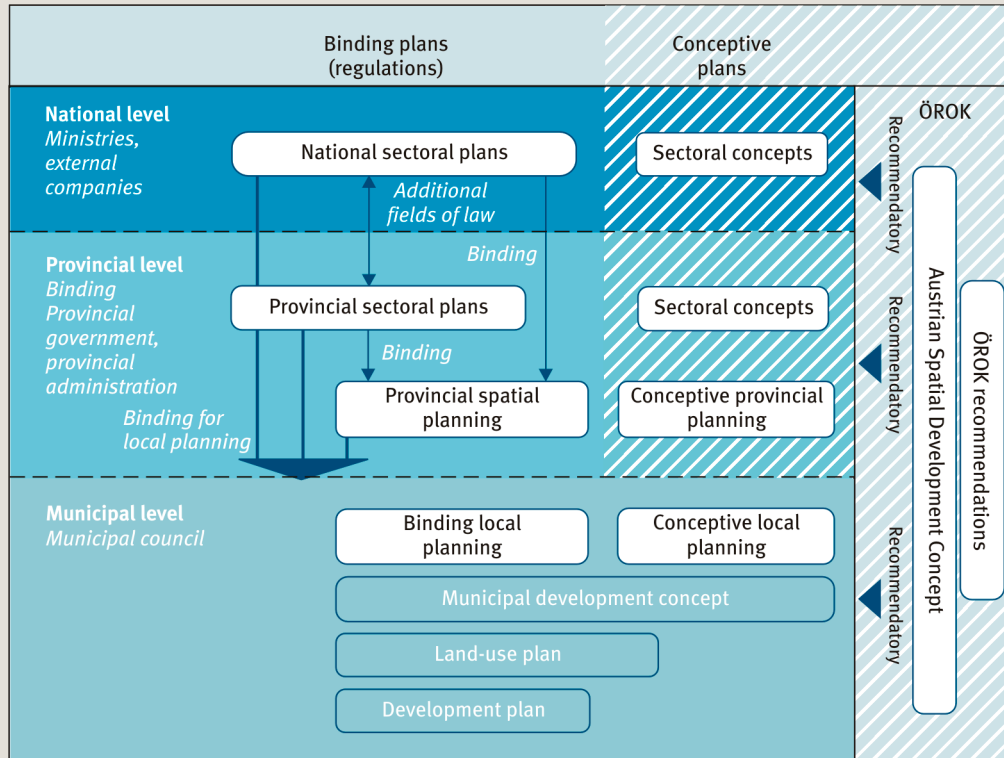 Binding plans
(regulations)
Conceptive
plans
National level
Ministries,
external
companies
National sectoral plans
Sectoral concepts
Additional
fields of law
Binding
Provincial level
Binding
Provincial
government,
provincial
administration
Provincial sectoral plans
Sectoral concepts
Binding
Provincial spatial
planning
Conceptive provincial
planning
Binding for
local planning
Municipal level
Municipal council
Binding local
planning
Conceptive local
planning
Municipal development concept
Land-use plan
Development plan
ÖROK
Recommendatory
Recommendatory
Recommendatory
Austrian Spatial Development Concept
ÖROK recommendations